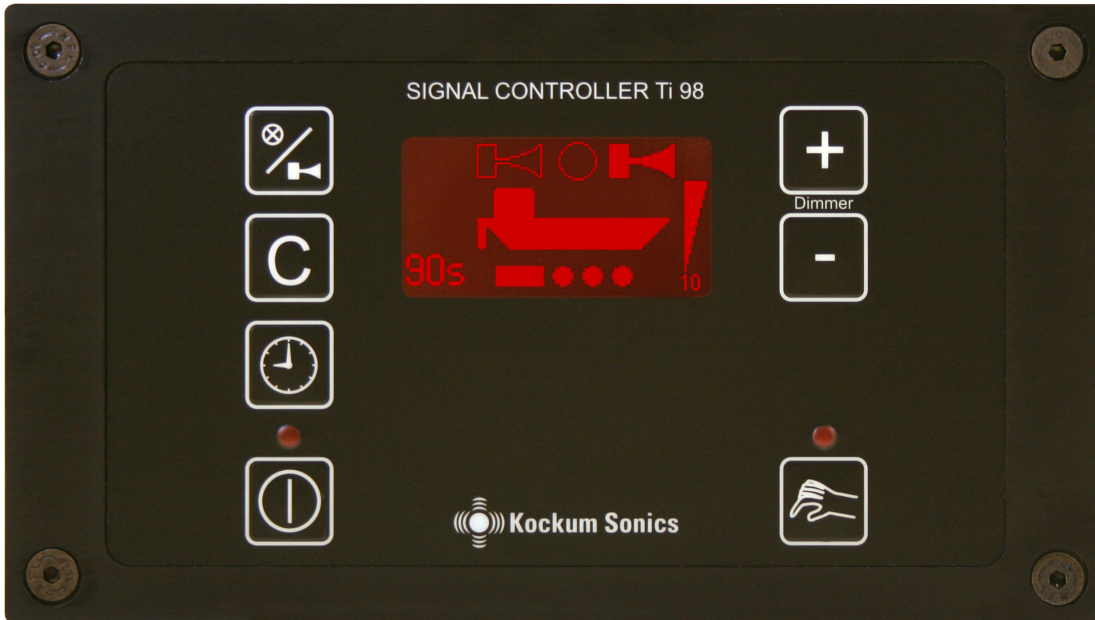 SIGNAL CONTROLLER Ti 98
C
+
Dimmer
-
90s
10
Kockum Sonics